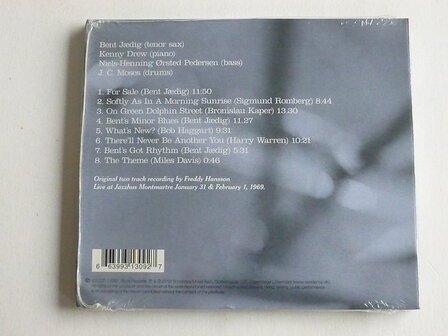 Bent Jædig (tenor sax)
Kenny Drew (piano)
Niels-Henning Ørsted Pedersen (bass)
J. C. Moses (drums)
1. For Sale (Bent Jædig) 11:50
2. Softly As In A Morning Sunrise (Sigmund Romberg) 8:44
3. On Green Dolphin Street (Bronislau Kaper) 13.30
4. Bent's Minor Blues (Bent Jædig) 11.27
5. What's New? (Bob Haggart) 9:31
6. There'll Never Be Another You (Harry Warren) 10:21
7. Bent's Got Rhythm (Bent Jædig) 5:31
8. The Theme (Miles Davis) 0:46
Original two track recording by Freddy Hansson
Live at Jazzhus Montmartre January 31 & February 1, 1969.
6 63993 13092 7